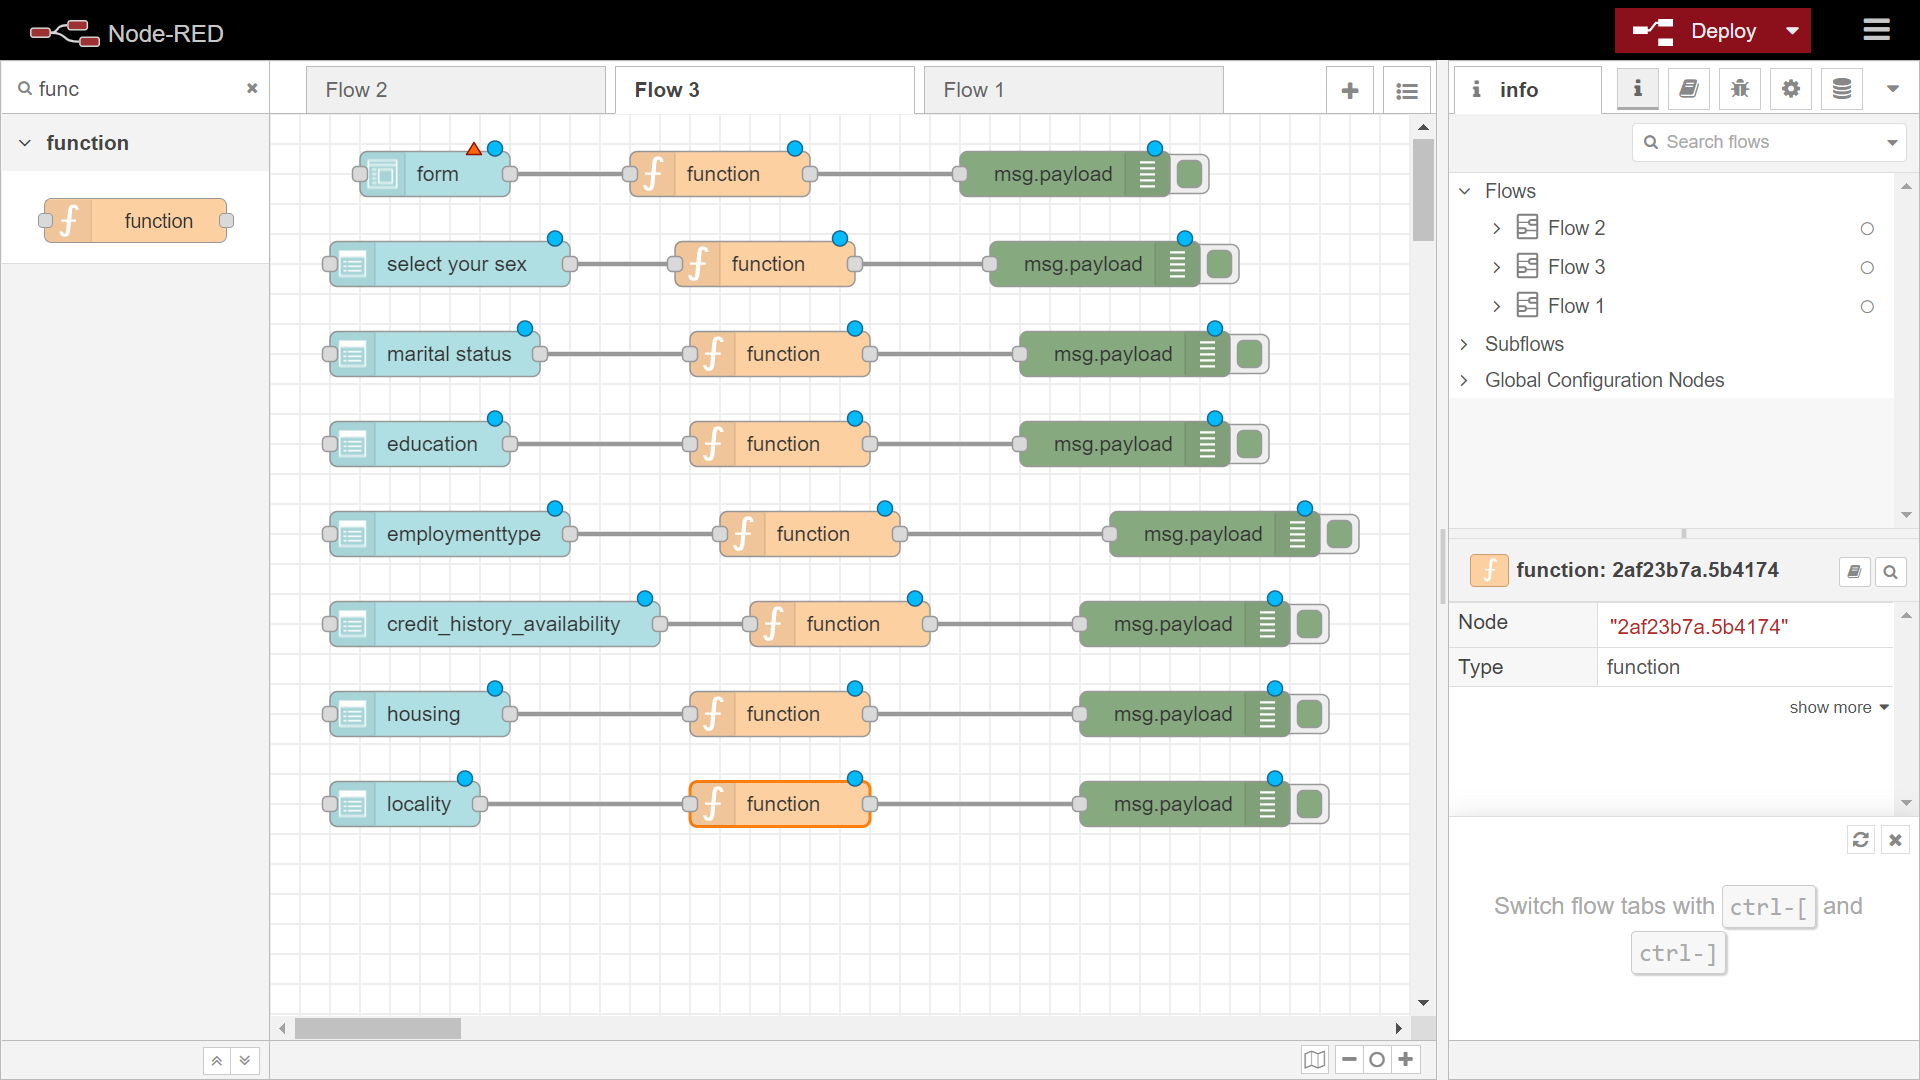 Node-RED
Deploy
func
Flow 2
Flow 3
Flow 1
info
function
function
Search flows
Flows
Flow 2
Flow 3
Flow 1
Subflows
Global Configuration Nodes
form
function
msg.payload
select your sex
function
msg.payload
marital status
function
msg.payload
education
function
msg.payload
employmenttype
function
msg.payload
credit_history_availability
function
msg.payload
housing
function
msg.payload
locality
function
msg.payload
function: 2af23b7a.5b4174
Node
"2af23b7a.5b4174"
Type
function
show more
Switch flow tabs with ctrl-[ and
ctrl-]